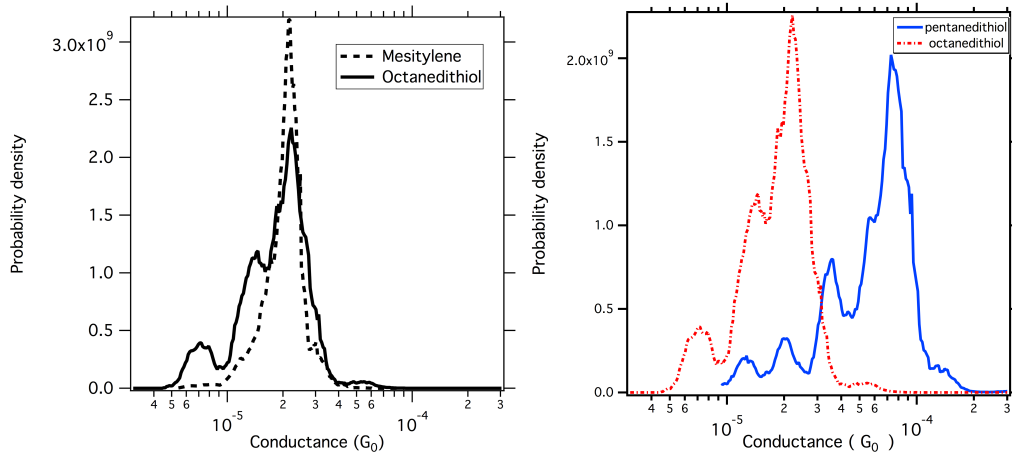 3.0x10⁹
2.5
2.0
1.5
1.0
0.5
0.0
Probability density
Mesitylene
Octanedithiol
4 5 6 2 3 2 3
10⁻⁵ 10⁻⁴
Conductance (G₀)
2.0x10⁹
1.5
1.0
0.5
0.0
Probability density
pentanedithiol
octanedithiol
4 5 6 2 3 4 5 6 2 3
10⁻⁵ 10⁻⁴
Conductance ( G₀ )